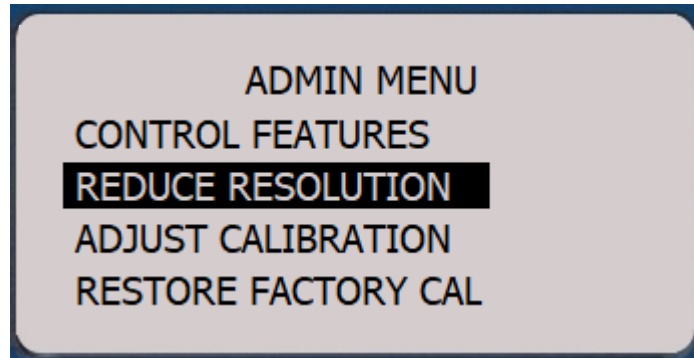 ADMIN MENU
CONTROL FEATURES
REDUCE RESOLUTION
ADJUST CALIBRATION
RESTORE FACTORY CAL